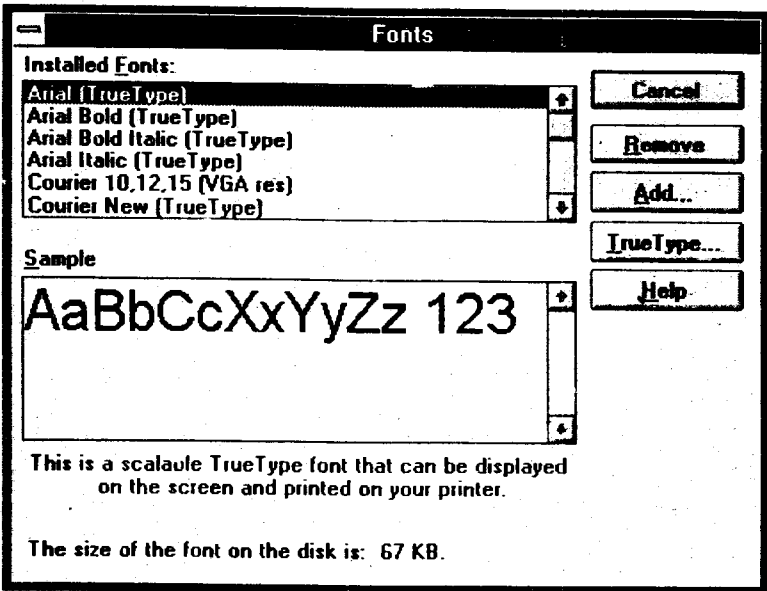 Fonts
Installed Fonts:
Arial (TrueType)
Arial Bold (TrueType)
Arial Bold Italic (TrueType)
Arial Italic (TrueType)
Courier 10,12,15 (VGA res)
Courier New (TrueType)
Cancel
Remove
Add...
TrueType...
Help
Sample
AaBbCcXxYyZz 123
This is a scalable TrueType font that can be displayed
on the screen and printed on your printer.
The size of the font on the disk is: 67 KB.